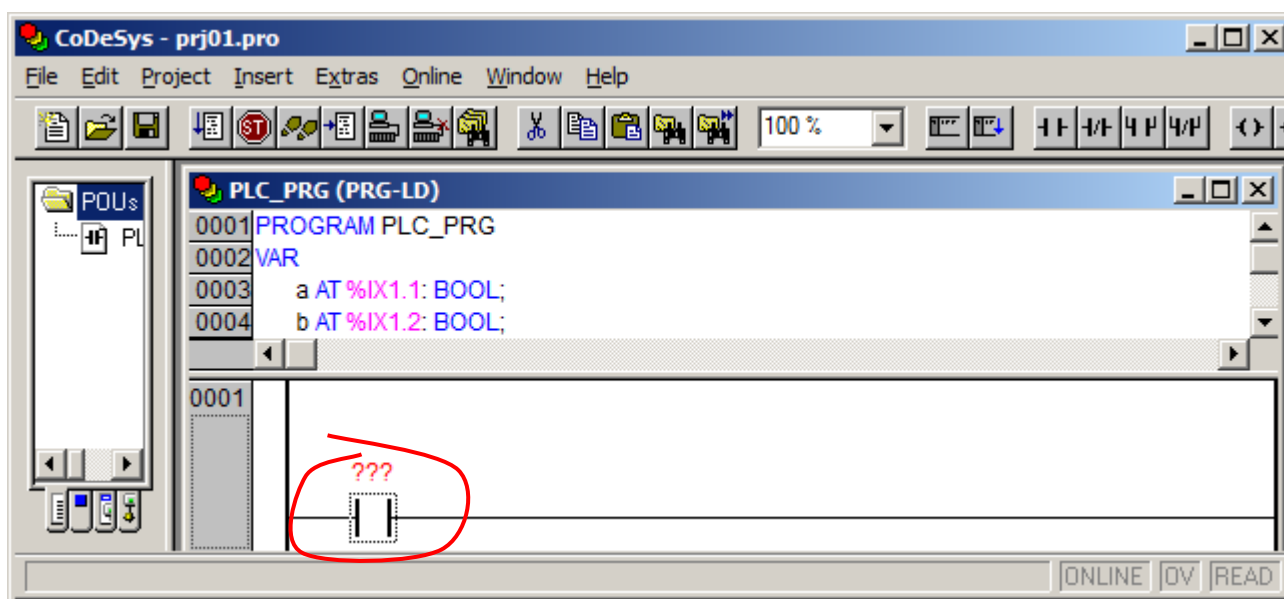 CoDeSys - prj01.pro
File Edit Project Insert Extras Online Window Help
ST
100 %
POUs
PL
PLC_PRG (PRG-LD)
0001 PROGRAM PLC_PRG
0002 VAR
0003 a AT %IX1.1: BOOL;
0004 b AT %IX1.2: BOOL;
0001
???
ONLINE OV READ